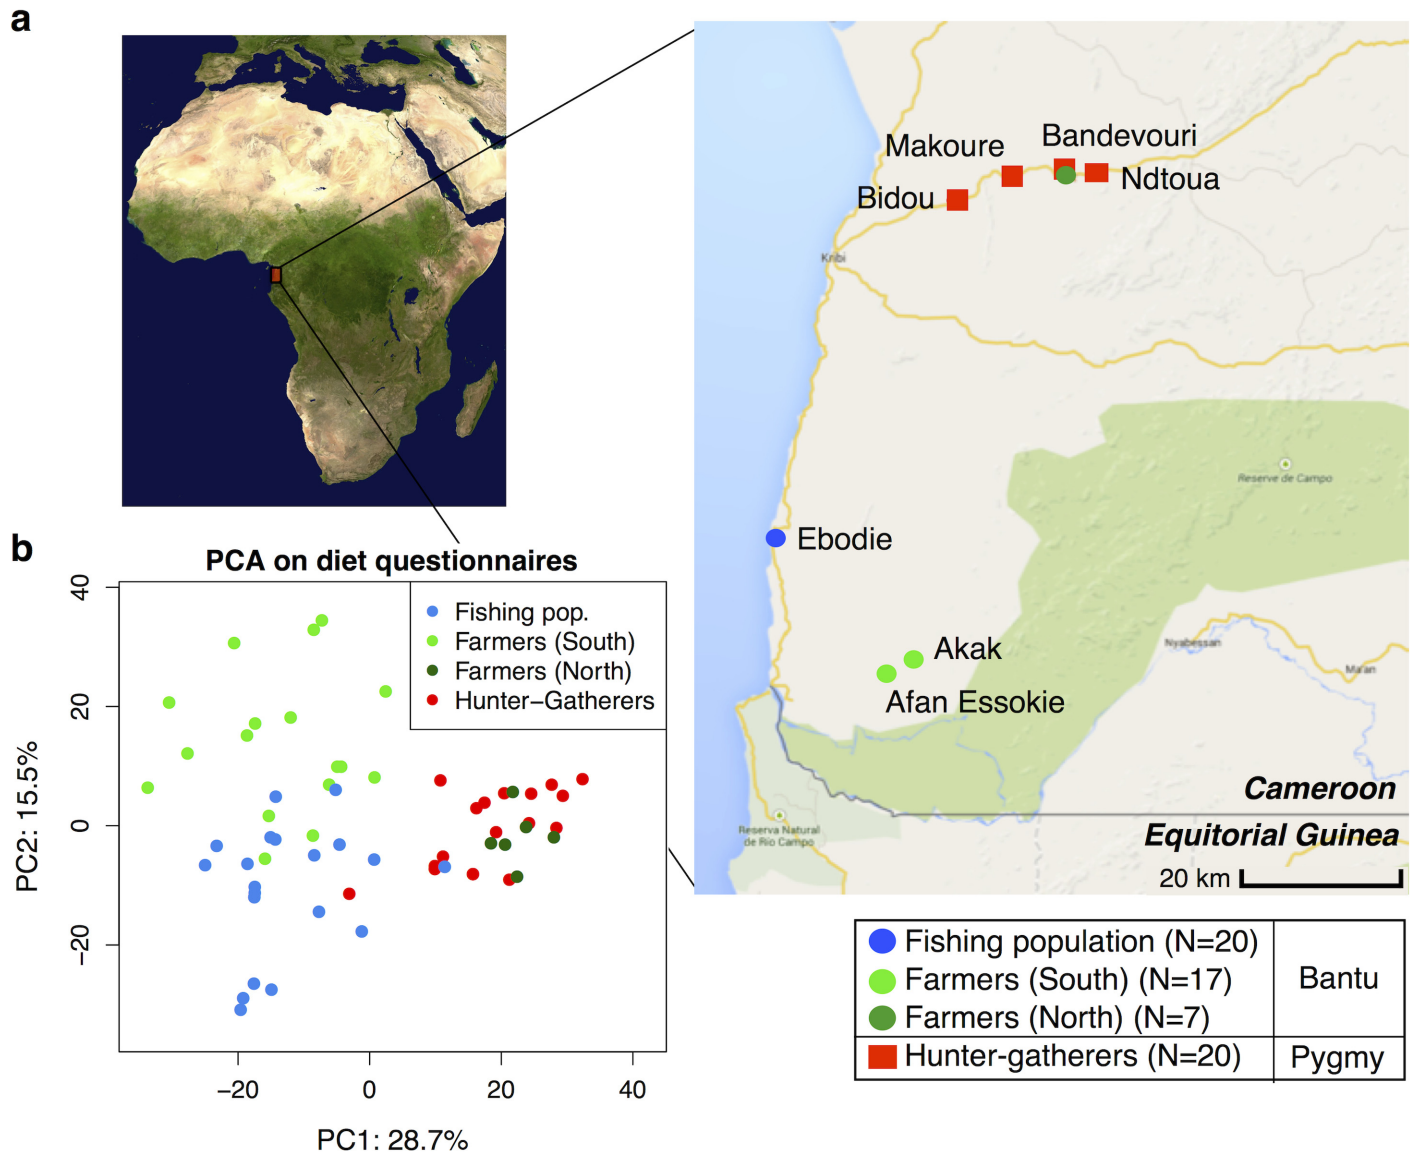 a
Makoure
Bandevouri
Bidou
Ndtoua
Kribi
Reserve de Campo
Ebodie
Akak
Afan Essokie
Nyabessan
Ma'an
Cameroon
Equitorial Guinea
Reserva Natural
de Río Campo
20 km
b
PCA on diet questionnaires
Fishing pop.
Farmers (South)
Farmers (North)
Hunter−Gatherers
PC2: 15.5%
40
20
0
−20
−20
0
20
40
PC1: 28.7%
Fishing population (N=20)
Farmers (South) (N=17)
Farmers (North) (N=7)
Bantu
Hunter-gatherers (N=20)
Pygmy